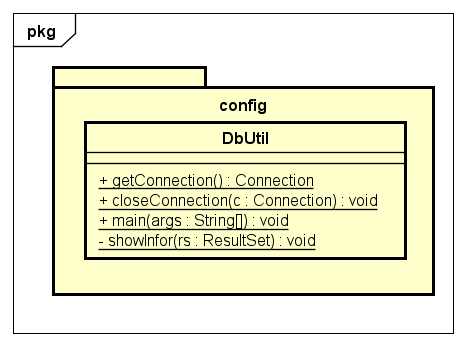 pkg
config
DbUtil
+ getConnection() : Connection
+ closeConnection(c : Connection) : void
+ main(args : String[]) : void
- showInfor(rs : ResultSet) : void